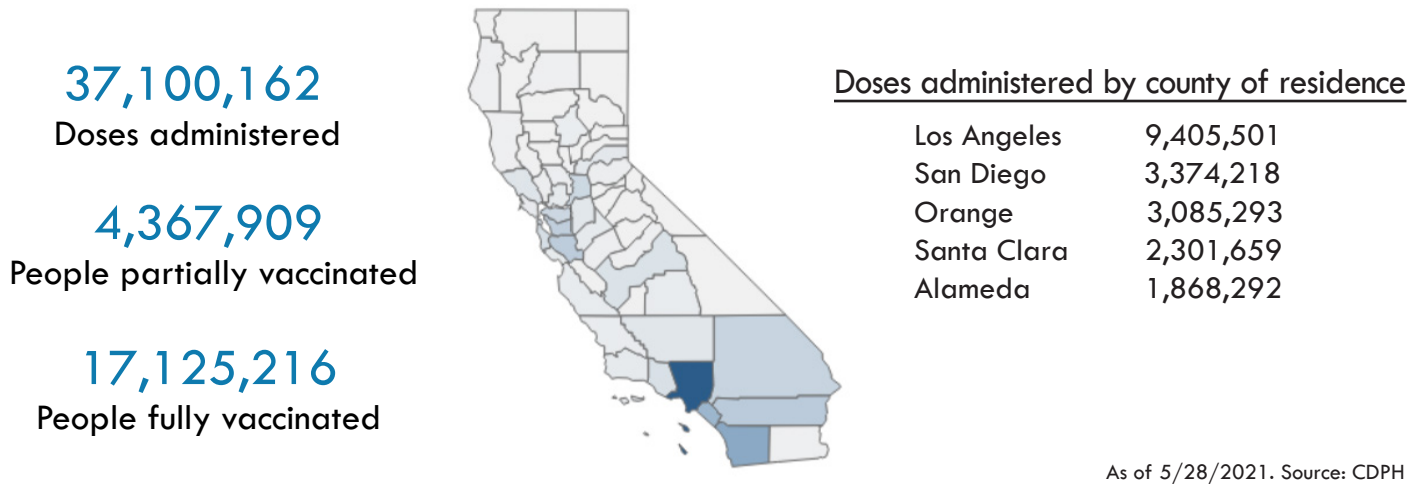 37,100,162
Doses administered
4,367,909
People partially vaccinated
17,125,216
People fully vaccinated
Doses administered by county of residence
Los Angeles 9,405,501
San Diego 3,374,218
Orange 3,085,293
Santa Clara 2,301,659
Alameda 1,868,292
As of 5/28/2021. Source: CDPH